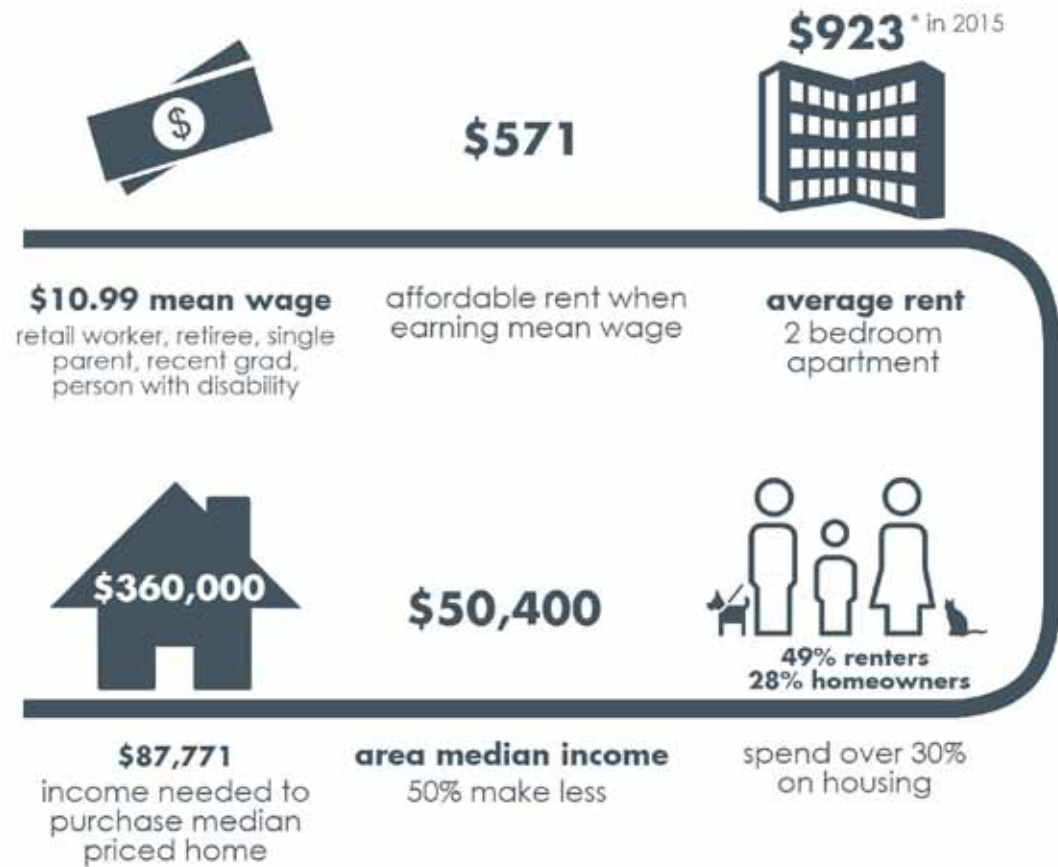 $
$571
$923 * in 2015
$10.99 mean wage
retail worker, retiree, single
parent, recent grad,
person with disability
affordable rent when
earning mean wage
average rent
2 bedroom
apartment
$360,000
$50,400
49% renters
28% homeowners
$87,771
income needed to
purchase median
priced home
area median income
50% make less
spend over 30%
on housing